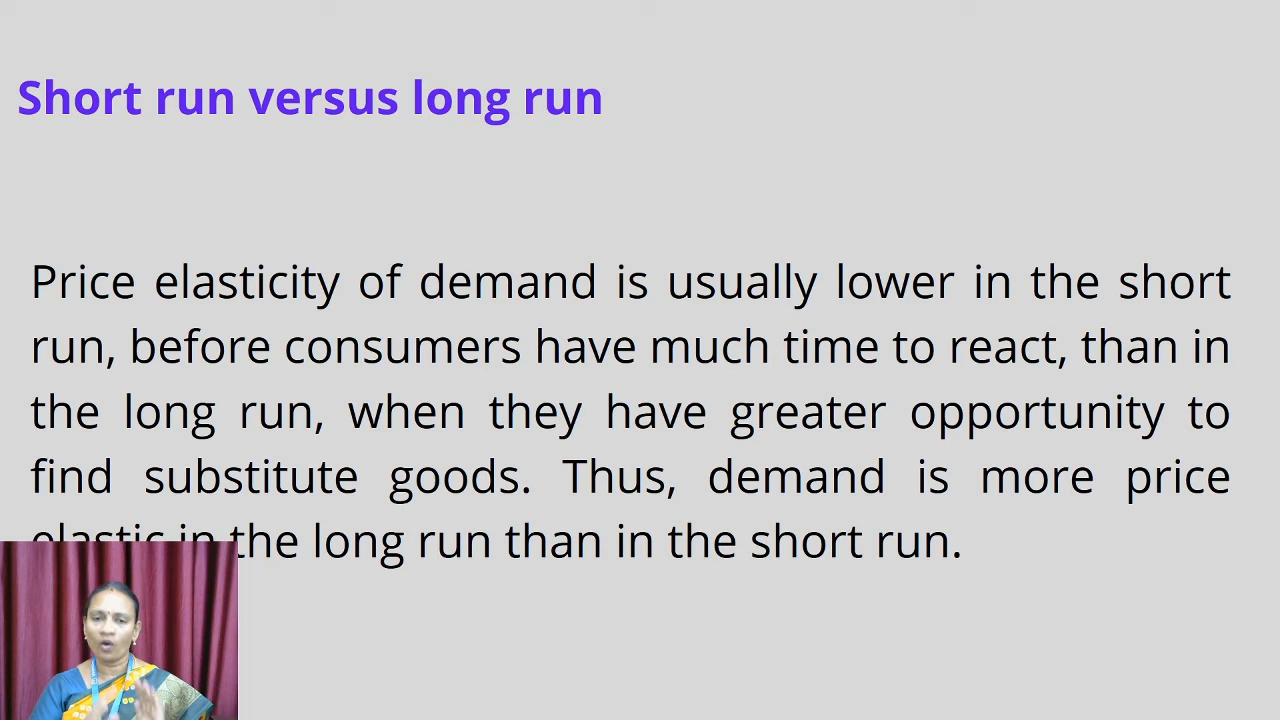 Short run versus long run
Price elasticity of demand is usually lower in the short
run, before consumers have much time to react, than in
the long run, when they have greater opportunity to
find substitute goods. Thus, demand is more price
elastic in the long run than in the short run.